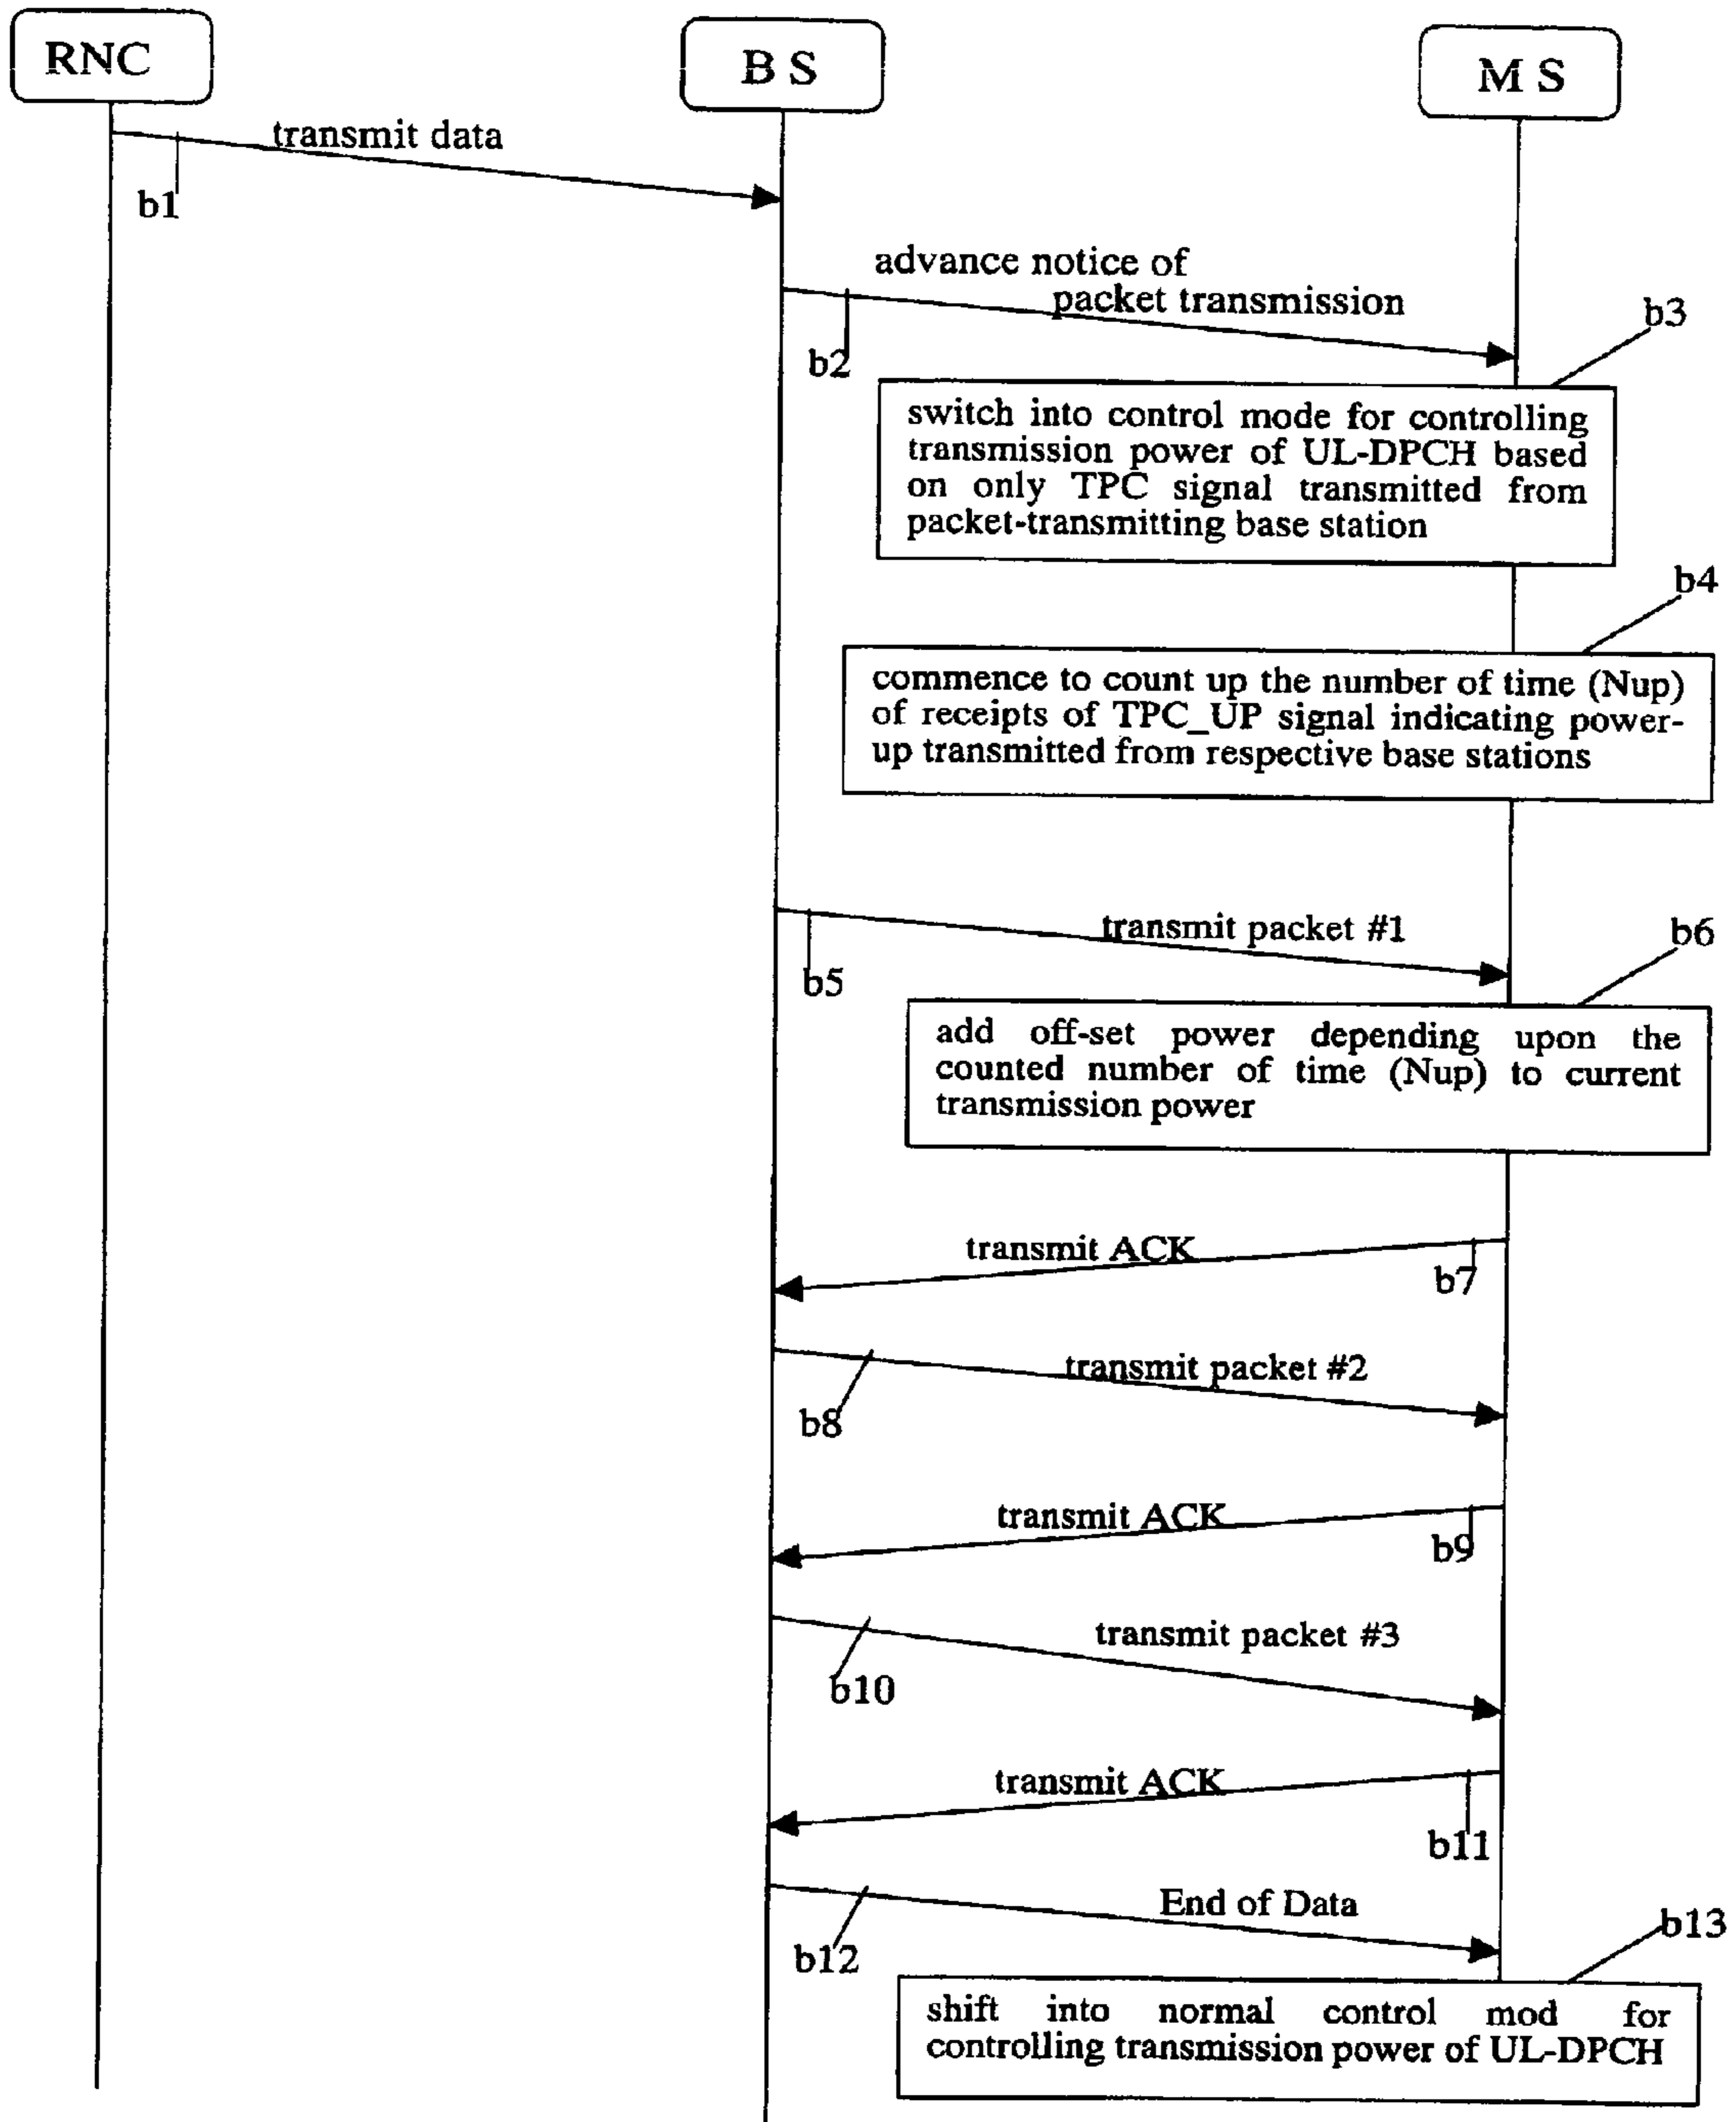 RNC
B S
M S
transmit data
b1
advance notice of
packet transmission
b2
b3
switch into control mode for controlling
transmission power of UL-DPCH based
on only TPC signal transmitted from
packet-transmitting base station
b4
commence to count up the number of time (Nup)
of receipts of TPC_UP signal indicating power-
up transmitted from respective base stations
transmit packet #1
b5
b6
add off-set power depending upon the
counted number of time (Nup) to current
transmission power
transmit ACK
b7
transmit packet #2
b8
transmit ACK
b9
transmit packet #3
b10
transmit ACK
b11
End of Data
b12
b13
shift into normal control mod for
controlling transmission power of UL-DPCH